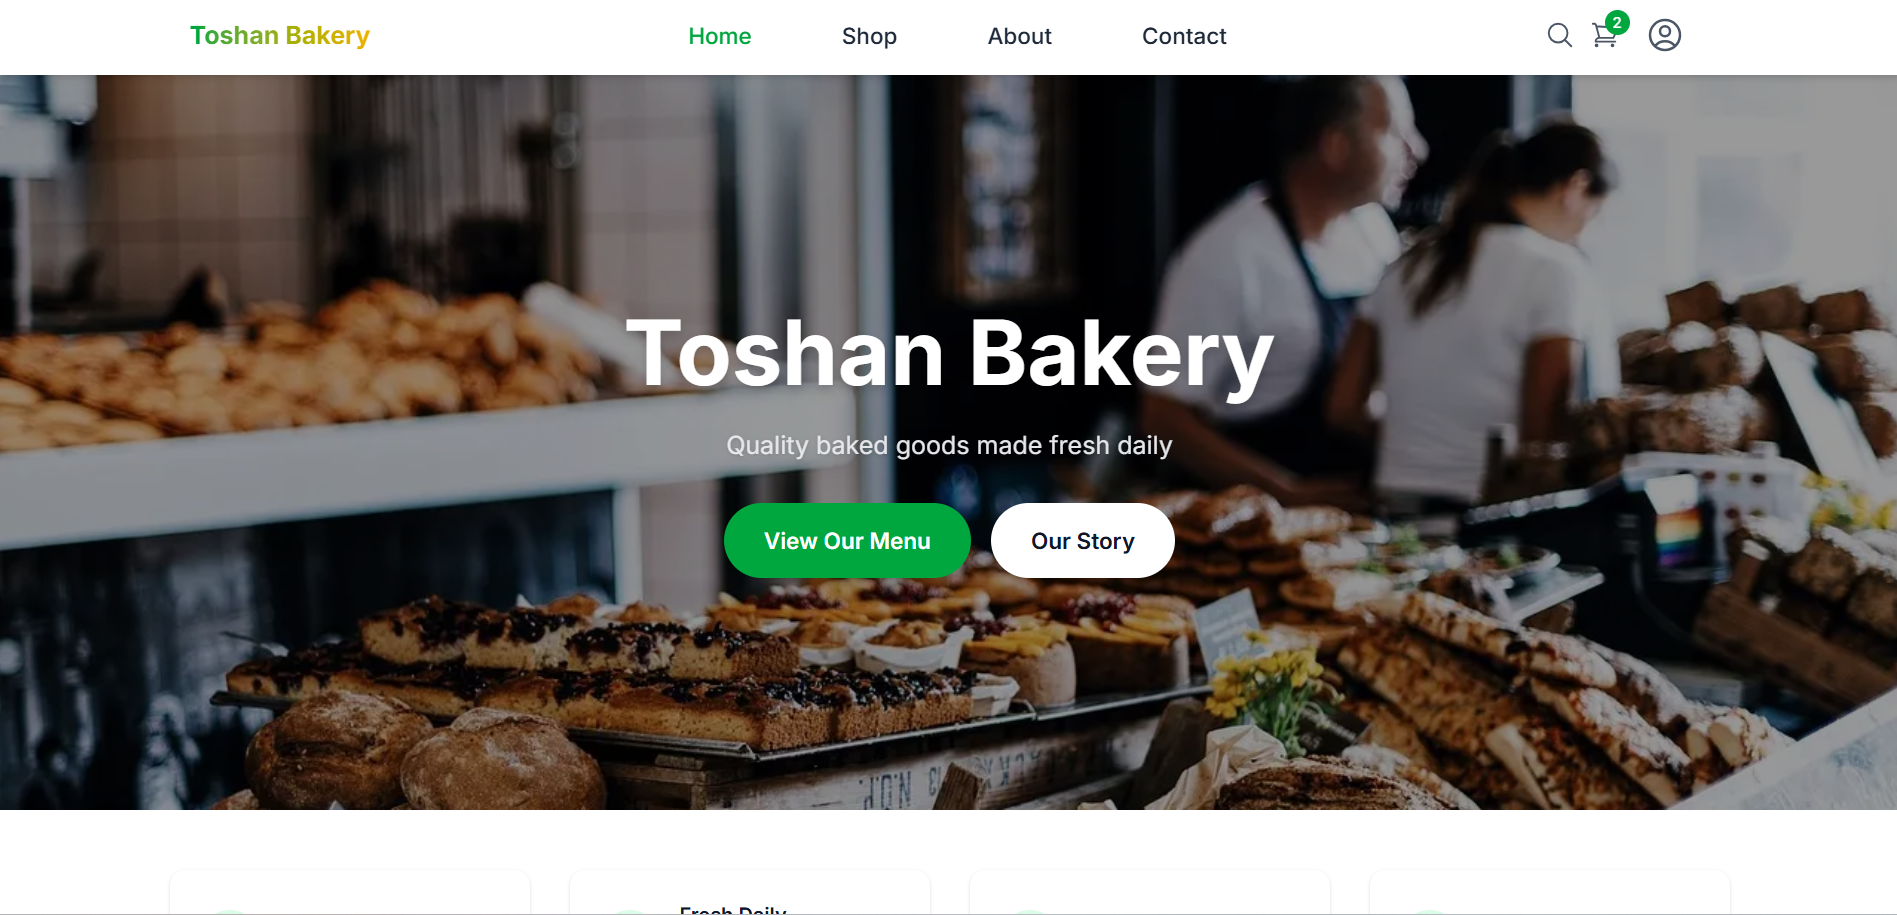 Toshan Bakery
Home
Shop
About
Contact
2
Toshan Bakery
Quality baked goods made fresh daily
View Our Menu
Our Story
Fresh Daily